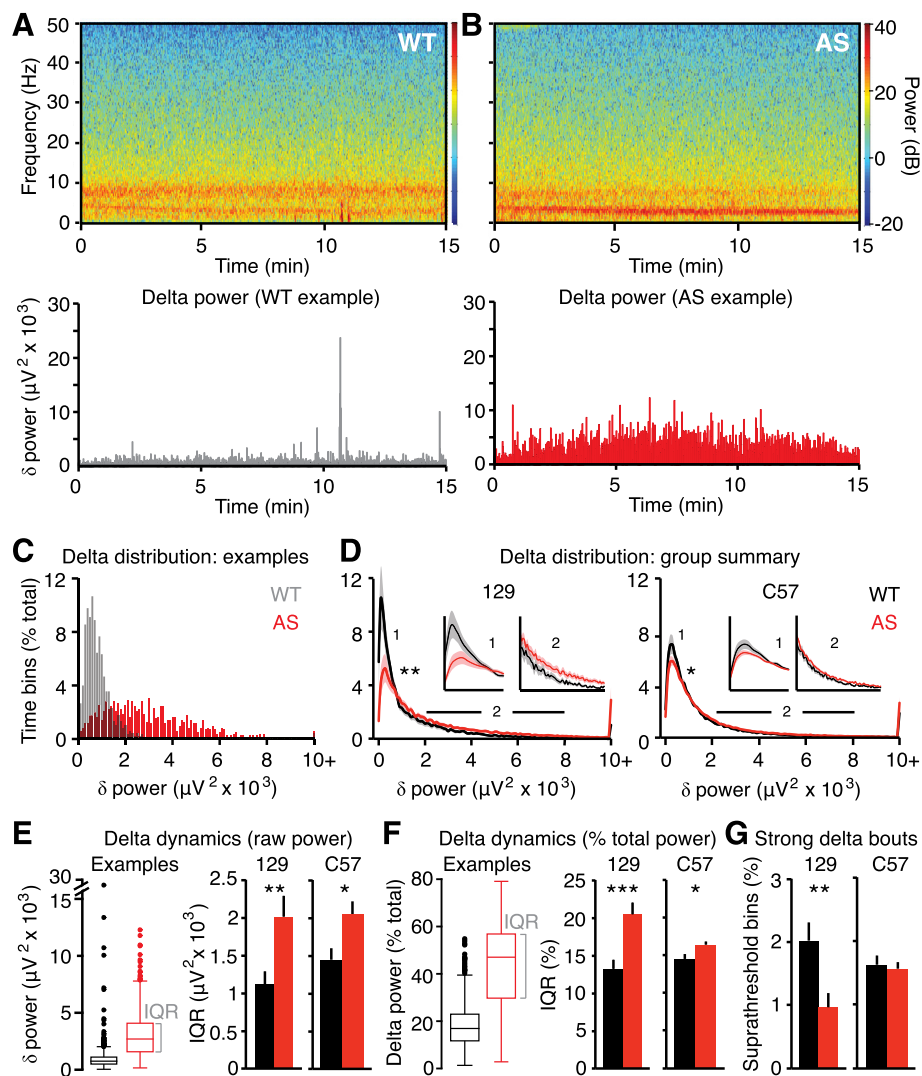 A
B
WT
AS
Frequency (Hz)
50
40
30
20
10
0
0
5
10
15
Time (min)
0
5
10
15
Time (min)
40
20
0
-20
Power (dB)
Delta power (WT example)
Delta power (AS example)
δ power (μV² x 10³)
30
20
10
0
0
5
10
15
Time (min)
30
20
10
0
0
5
10
15
Time (min)
C
Delta distribution: examples
Time bins (% total)
12
8
4
0
WT
AS
0
2
4
6
8
10+
δ power (μV² x 10³)
D
Delta distribution: group summary
129
12
8
4
0
1
**
1
2
2
0
2
4
6
8
10+
δ power (μV² x 10³)
C57
WT
AS
12
8
4
0
1
*
1
2
2
0
2
4
6
8
10+
δ power (μV² x 10³)
E
Delta dynamics (raw power)
Examples
129
C57
δ power (μV² x 10³)
30
15
10
5
0
IQR
IQR (μV² x 10³)
2.5
2
1.5
1
0.5
0
**
*
F
Delta dynamics (% total power)
Examples
129
C57
Delta power (% total)
80
60
40
20
0
IQR
IQR (%)
25
20
15
10
5
0
***
*
G
Strong delta bouts
129
C57
Suprathreshold bins (%)
3
2
1
0
**